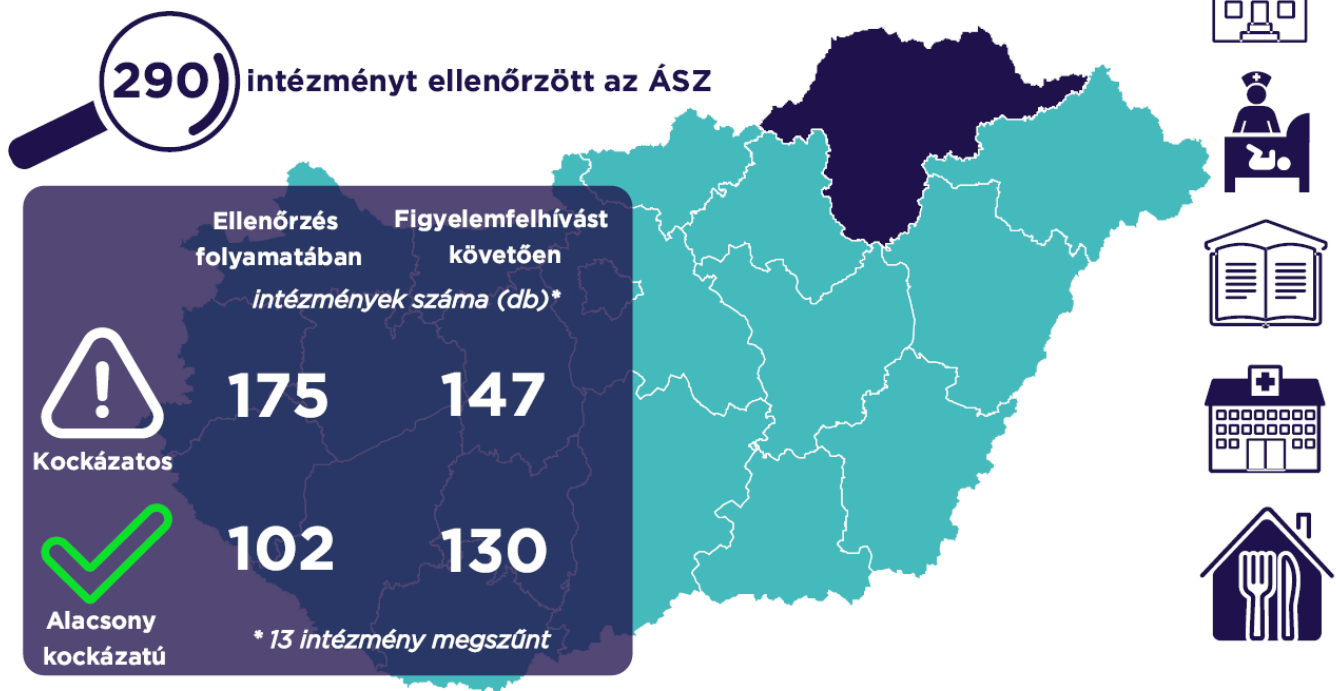 290 intézményt ellenőrzött az ÁSZ
Ellenőrzés
folyamatában
Figyelemfelhívást
követően
intézmények száma (db)*
Kockázatos
175
147
Alacsony
kockázatú
102
130
* 13 intézmény megszűnt